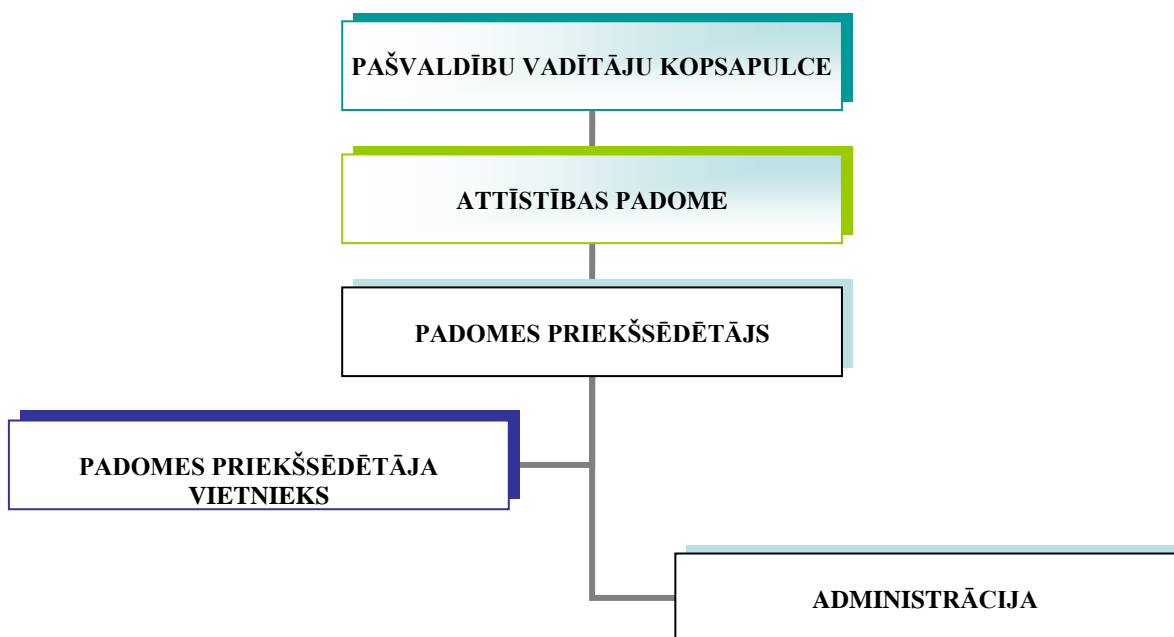 PAŠVALDĪBU VADĪTĀJU KOPSAPULCE
ATTĪSTĪBAS PADOME
PADOMES PRIEKŠSĒDĒTĀJS
PADOMES PRIEKŠSĒDĒTĀJA
VIETNIEKS
ADMINISTRĀCIJA